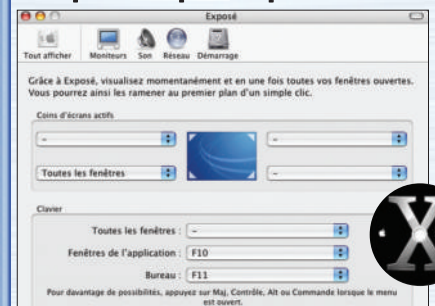 Exposé
Tout afficher Moniteurs Son Réseau Démarrage
Grâce à Exposé, visualisez momentanément et en une fois toutes vos fenêtres ouvertes.
Vous pourrez ainsi les ramener au premier plan d'un simple clic.
Coins d'écrans actifs
- -
Toutes les fenêtres -
Clavier
Toutes les fenêtres : -
Fenêtres de l'application : F10
Bureau : F11
Pour davantage de possibilités, appuyez sur Maj, Contrôle, Alt ou Commande lorsque le menu
est ouvert.
X